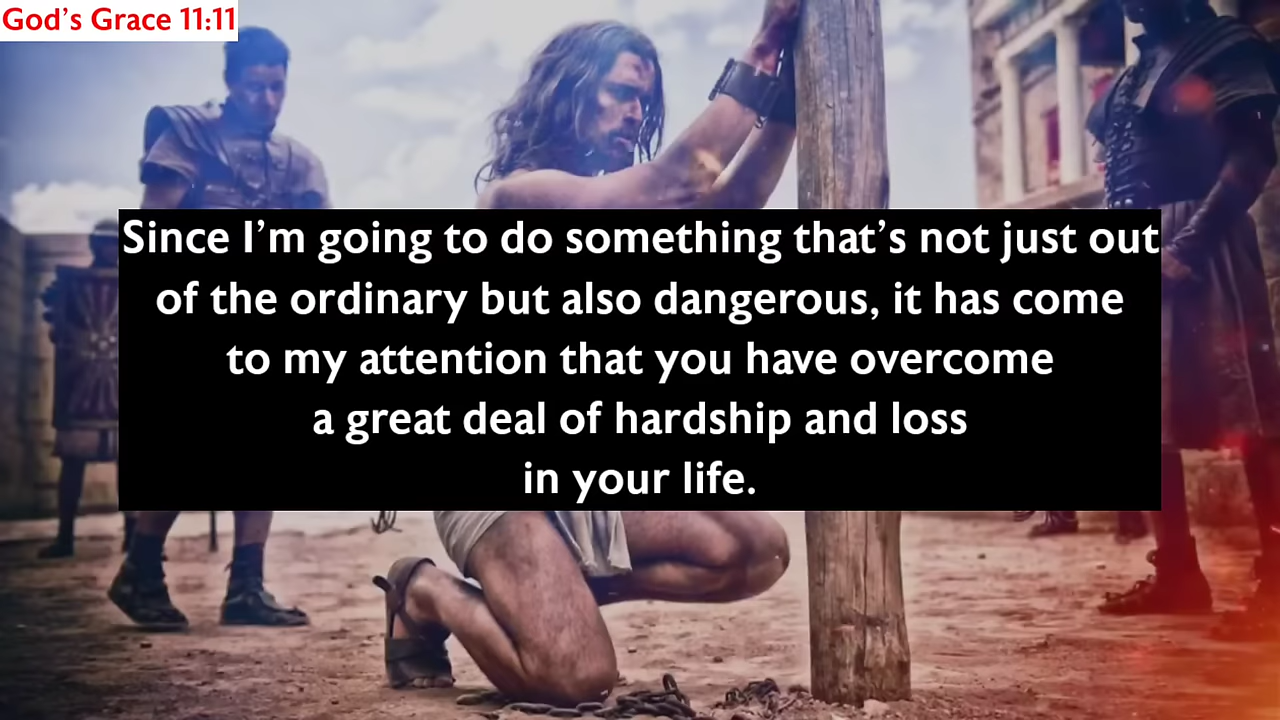 God’s Grace 11:11
Since I’m going to do something that’s not just out
of the ordinary but also dangerous, it has come
to my attention that you have overcome
a great deal of hardship and loss
in your life.